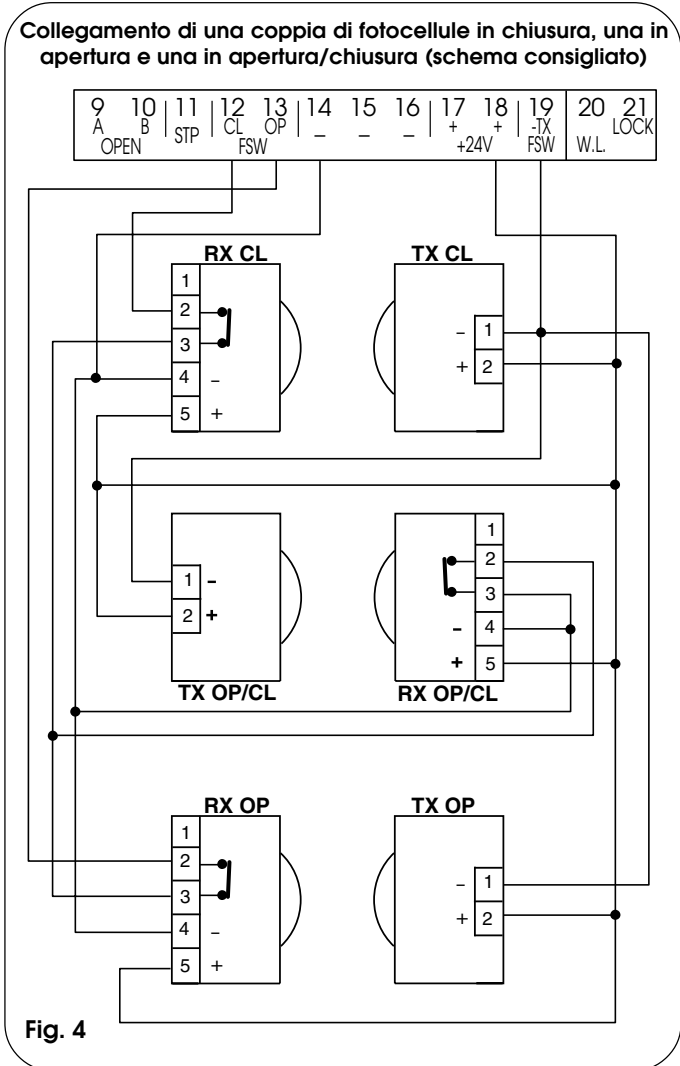 Collegamento di una coppia di fotocellule in chiusura, una in
apertura e una in apertura/chiusura (schema consigliato)
9 10 11 12 13 14 15 16 17 18 19 20 21
A B STP CL OP _ _ _ + + -TX LOCK
OPEN FSW +24V FSW W.L.
RX CL TX CL
1
2
3
4 -
5 +
- 1
+ 2
1 -
2 +
1
2
3
- 4
+ 5
TX OP/CL RX OP/CL
RX OP TX OP
1
2
3
4 -
5 +
- 1
+ 2
Fig. 4